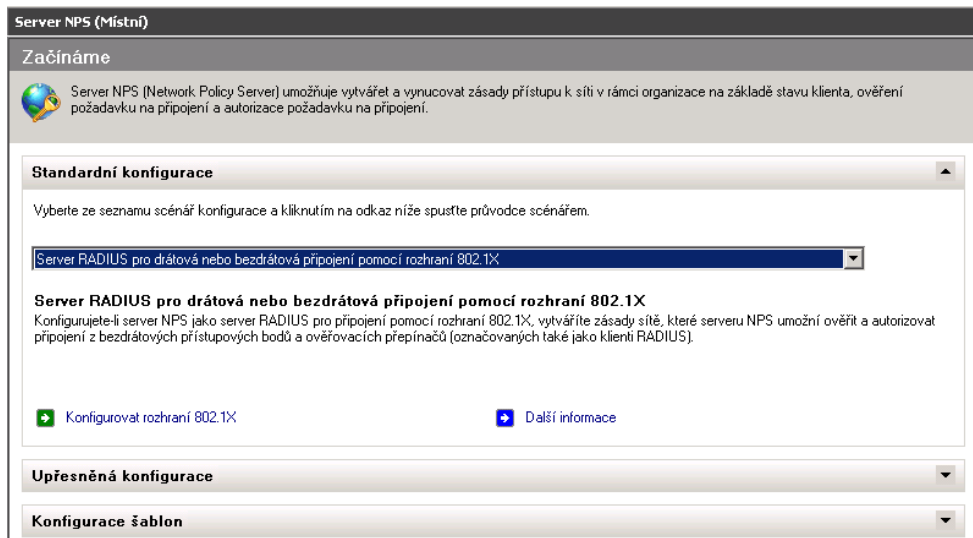 Server NPS (Místní)
Začínáme
Server NPS (Network Policy Server) umožňuje vytvářet a vynucovat zásady přístupu k síti v rámci organizace na základě stavu klienta, ověření
požadavku na připojení a autorizace požadavku na připojení.
Standardní konfigurace
Vyberte ze seznamu scénář konfigurace a kliknutím na odkaz níže spusťte průvodce scénářem.
Server RADIUS pro drátová nebo bezdrátová připojení pomocí rozhraní 802.1X
Server RADIUS pro drátová nebo bezdrátová připojení pomocí rozhraní 802.1X
Konfigurujete-li server NPS jako server RADIUS pro připojení pomocí rozhraní 802.1X, vytváříte zásady sítě, které serveru NPS umožní ověřit a autorizovat
připojení z bezdrátových přístupových bodů a ověřovacích přepínačů (označovaných také jako klienti RADIUS).
Konfigurovat rozhraní 802.1X
Další informace
Upřesněná konfigurace
Konfigurace šablon